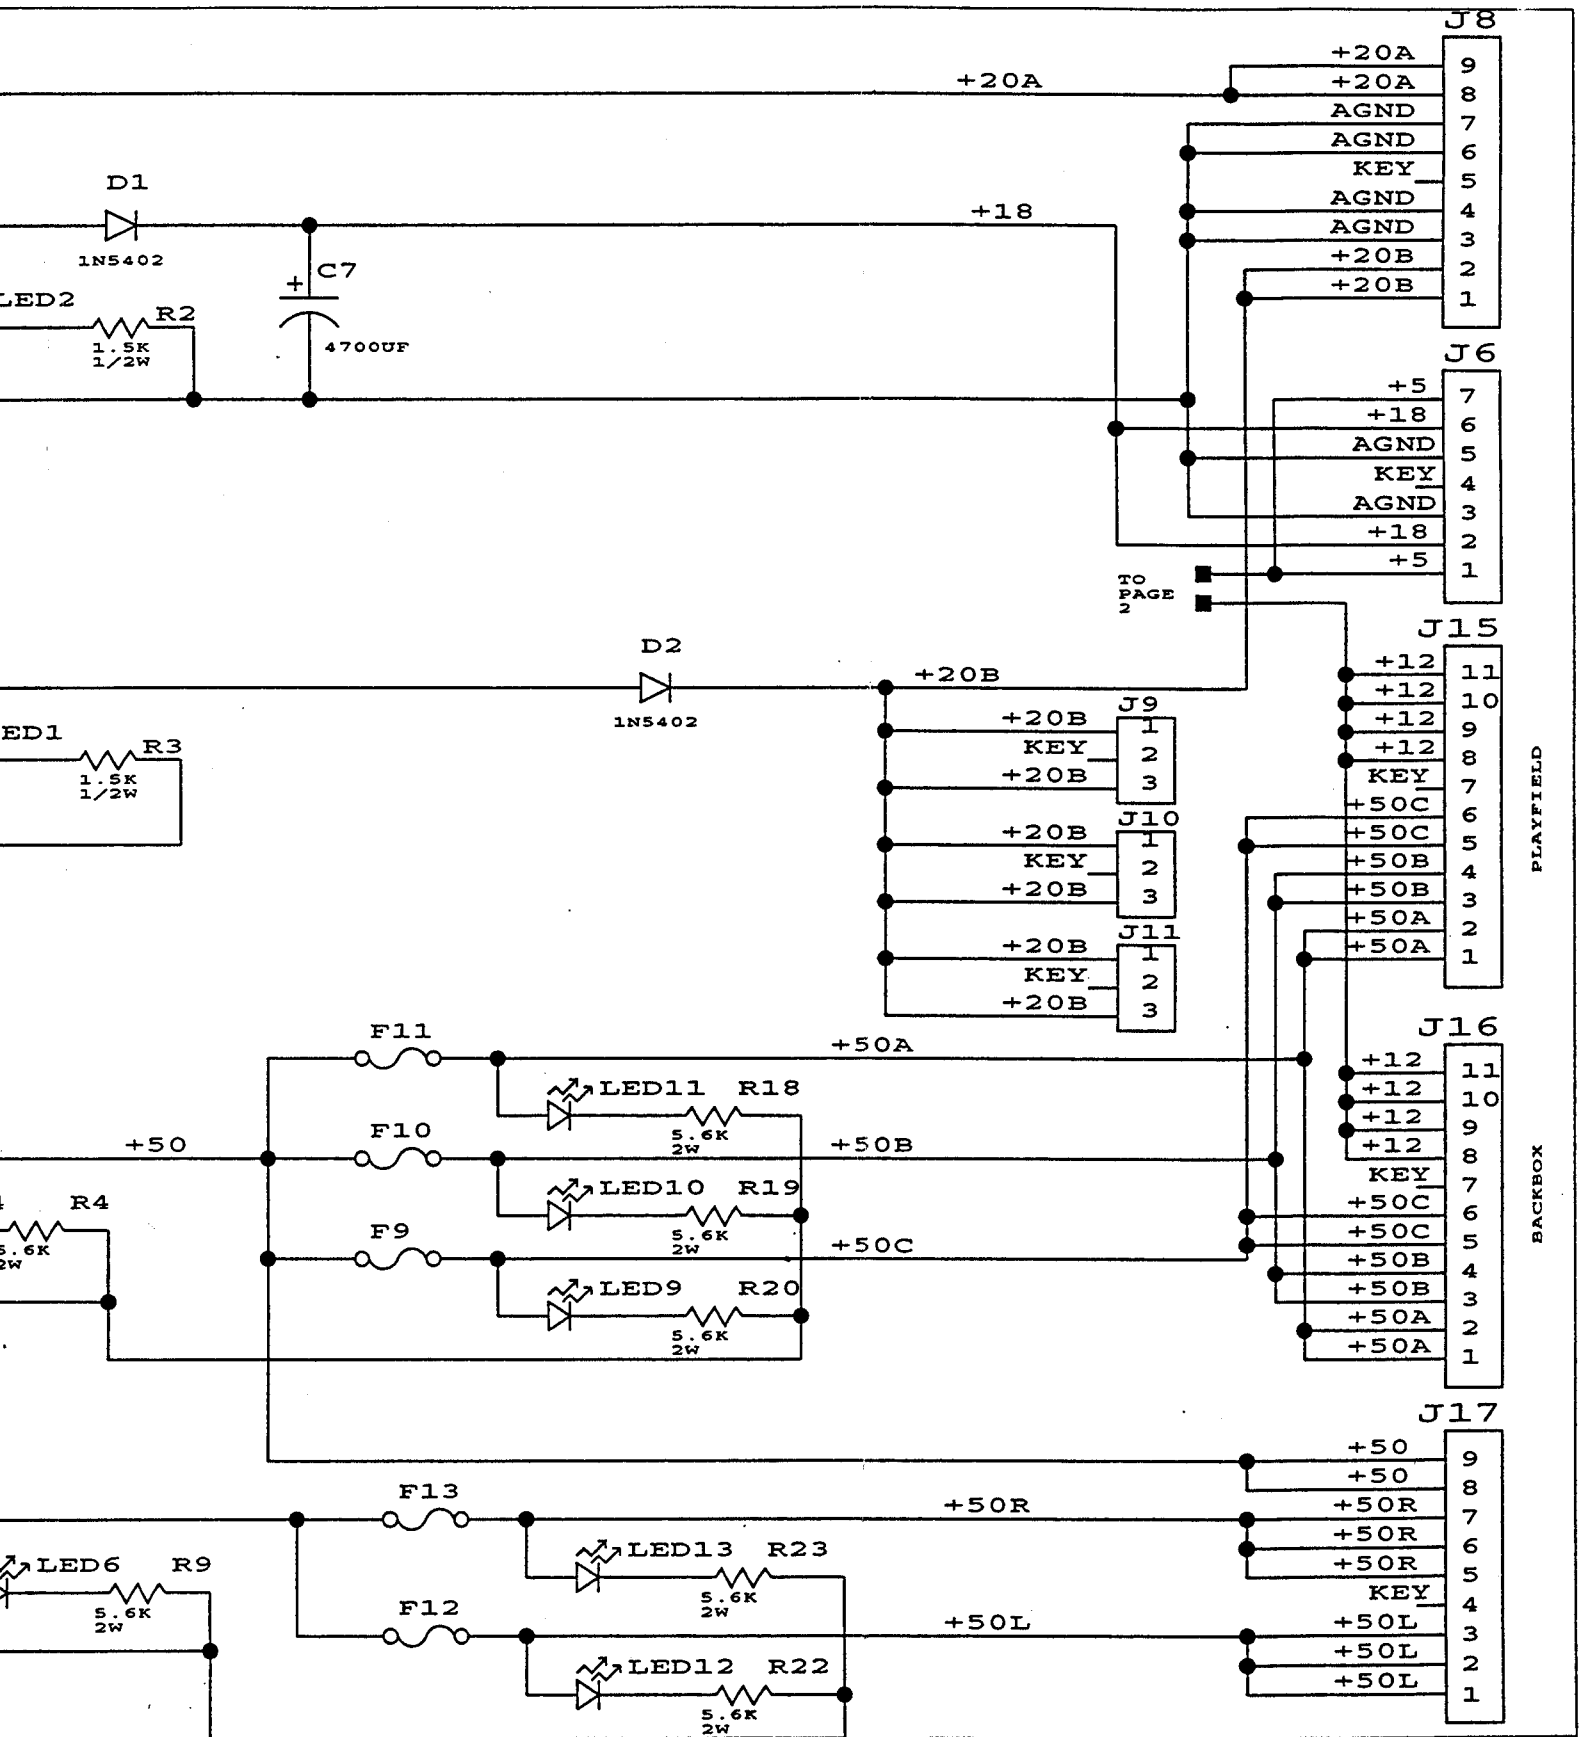 J8
+20A
9
+20A
+20A
8
AGND
7
AGND
6
KEY
5
AGND
4
AGND
3
+20B
2
+20B
1
D1
1N5402
+18
+ C7
4700UF
LED2
R2
1.5K
1/2W
J6
+5
7
+18
6
AGND
5
KEY
4
AGND
3
+18
2
+5
1
TO
PAGE
2
D2
1N5402
+20B
ED1
R3
1.5K
1/2W
J9
+20B
1
KEY
2
+20B
3
J10
+20B
1
KEY
2
+20B
3
J11
+20B
1
KEY
2
+20B
3
J15
+12
11
+12
10
+12
9
+12
8
KEY
7
+50C
6
+50C
5
+50B
4
+50B
3
+50A
2
+50A
1
PLAYFIELD
F11
+50A
LED11
R18
5.6K
2W
+50
F10
+50B
LED10
R19
5.6K
2W
4
R4
5.6K
2W
F9
+50C
LED9
R20
5.6K
2W
J16
+12
11
+12
10
+12
9
+12
8
KEY
7
+50C
6
+50C
5
+50B
4
+50B
3
+50A
2
+50A
1
BACKBOX
J17
+50
9
+50
8
+50R
7
+50R
6
+50R
5
KEY
4
+50L
3
+50L
2
+50L
1
F13
+50R
LED13
R23
5.6K
2W
LED6
R9
5.6K
2W
F12
+50L
LED12
R22
5.6K
2W